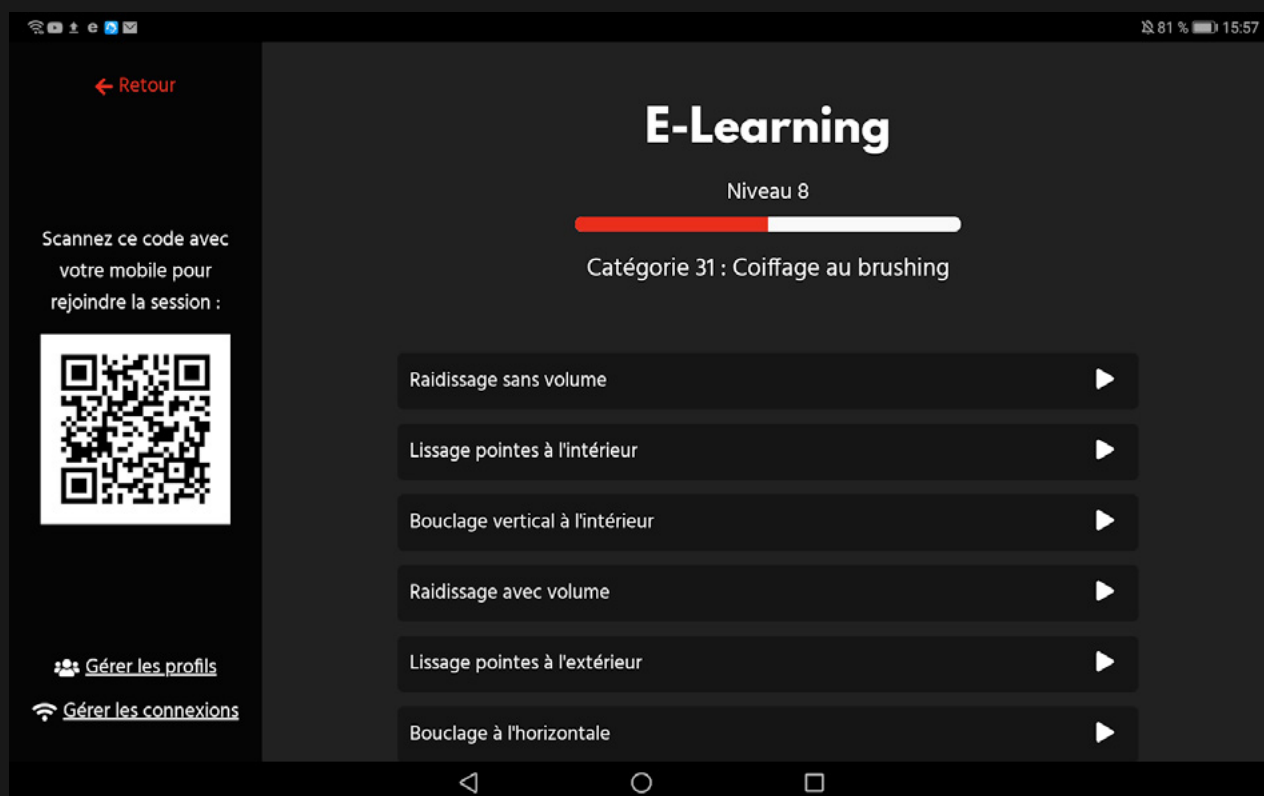 81 % 15:57
Retour
Scannez ce code avec
votre mobile pour
rejoindre la session :
Gérer les profils
Gérer les connexions
E-Learning
Niveau 8
Catégorie 31 : Coiffage au brushing
Raidissage sans volume
Lissage pointes à l'intérieur
Bouclage vertical à l'intérieur
Raidissage avec volume
Lissage pointes à l'extérieur
Bouclage à l'horizontale